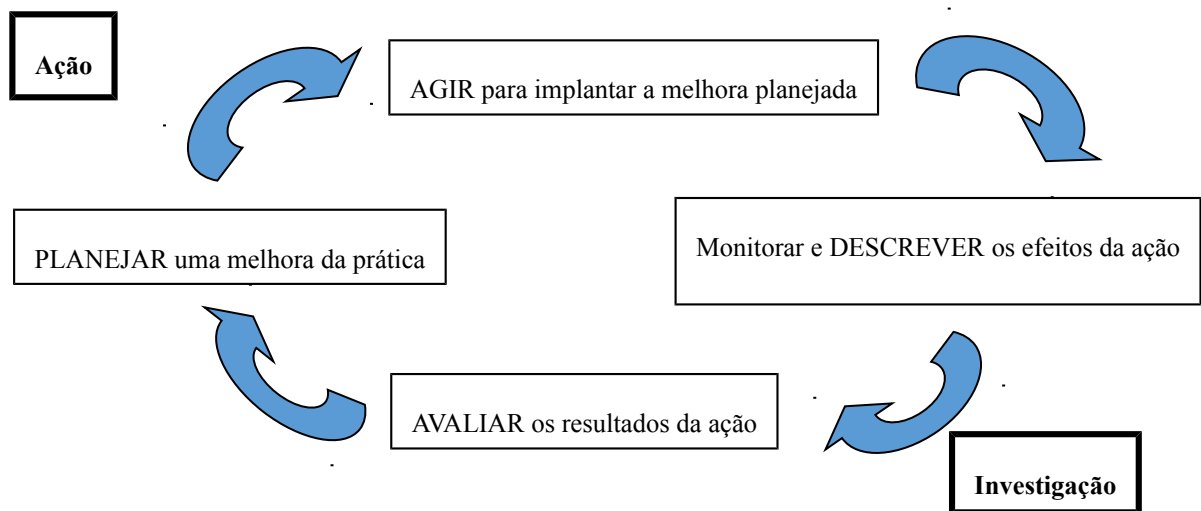 Ação
AGIR para implantar a melhora planejada
PLANEJAR uma melhora da prática
Monitorar e DESCREVER os efeitos da ação
AVALIAR os resultados da ação
Investigação